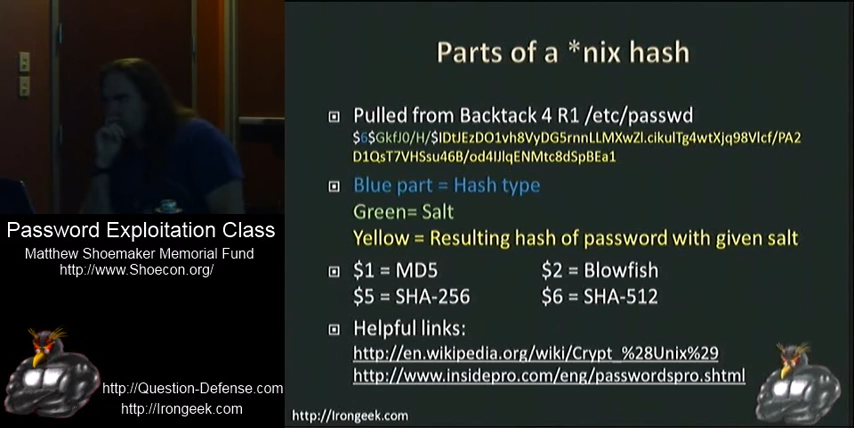 Parts of a *nix hash
Pulled from Backtack 4 R1 /etc/passwd
$6$GkfJ0/H/$IDtJEzDO1vh8VyDG5rnnLLMXwZl.cikulTg4wtXjq98Vlcf/PA2
D1QsT7VHSsu46B/od4IJlqENMtc8dSpBEa1
Blue part = Hash type
Green= Salt
Yellow = Resulting hash of password with given salt
$1 = MD5 $2 = Blowfish
$5 = SHA-256 $6 = SHA-512
Helpful links:
http://en.wikipedia.org/wiki/Crypt_%28Unix%29
http://www.insidepro.com/eng/passwordspro.shtml
http://Irongeek.com
Password Exploitation Class
Matthew Shoemaker Memorial Fund
http://www.Shoecon.org/
http://Question-Defense.com
http://Irongeek.com